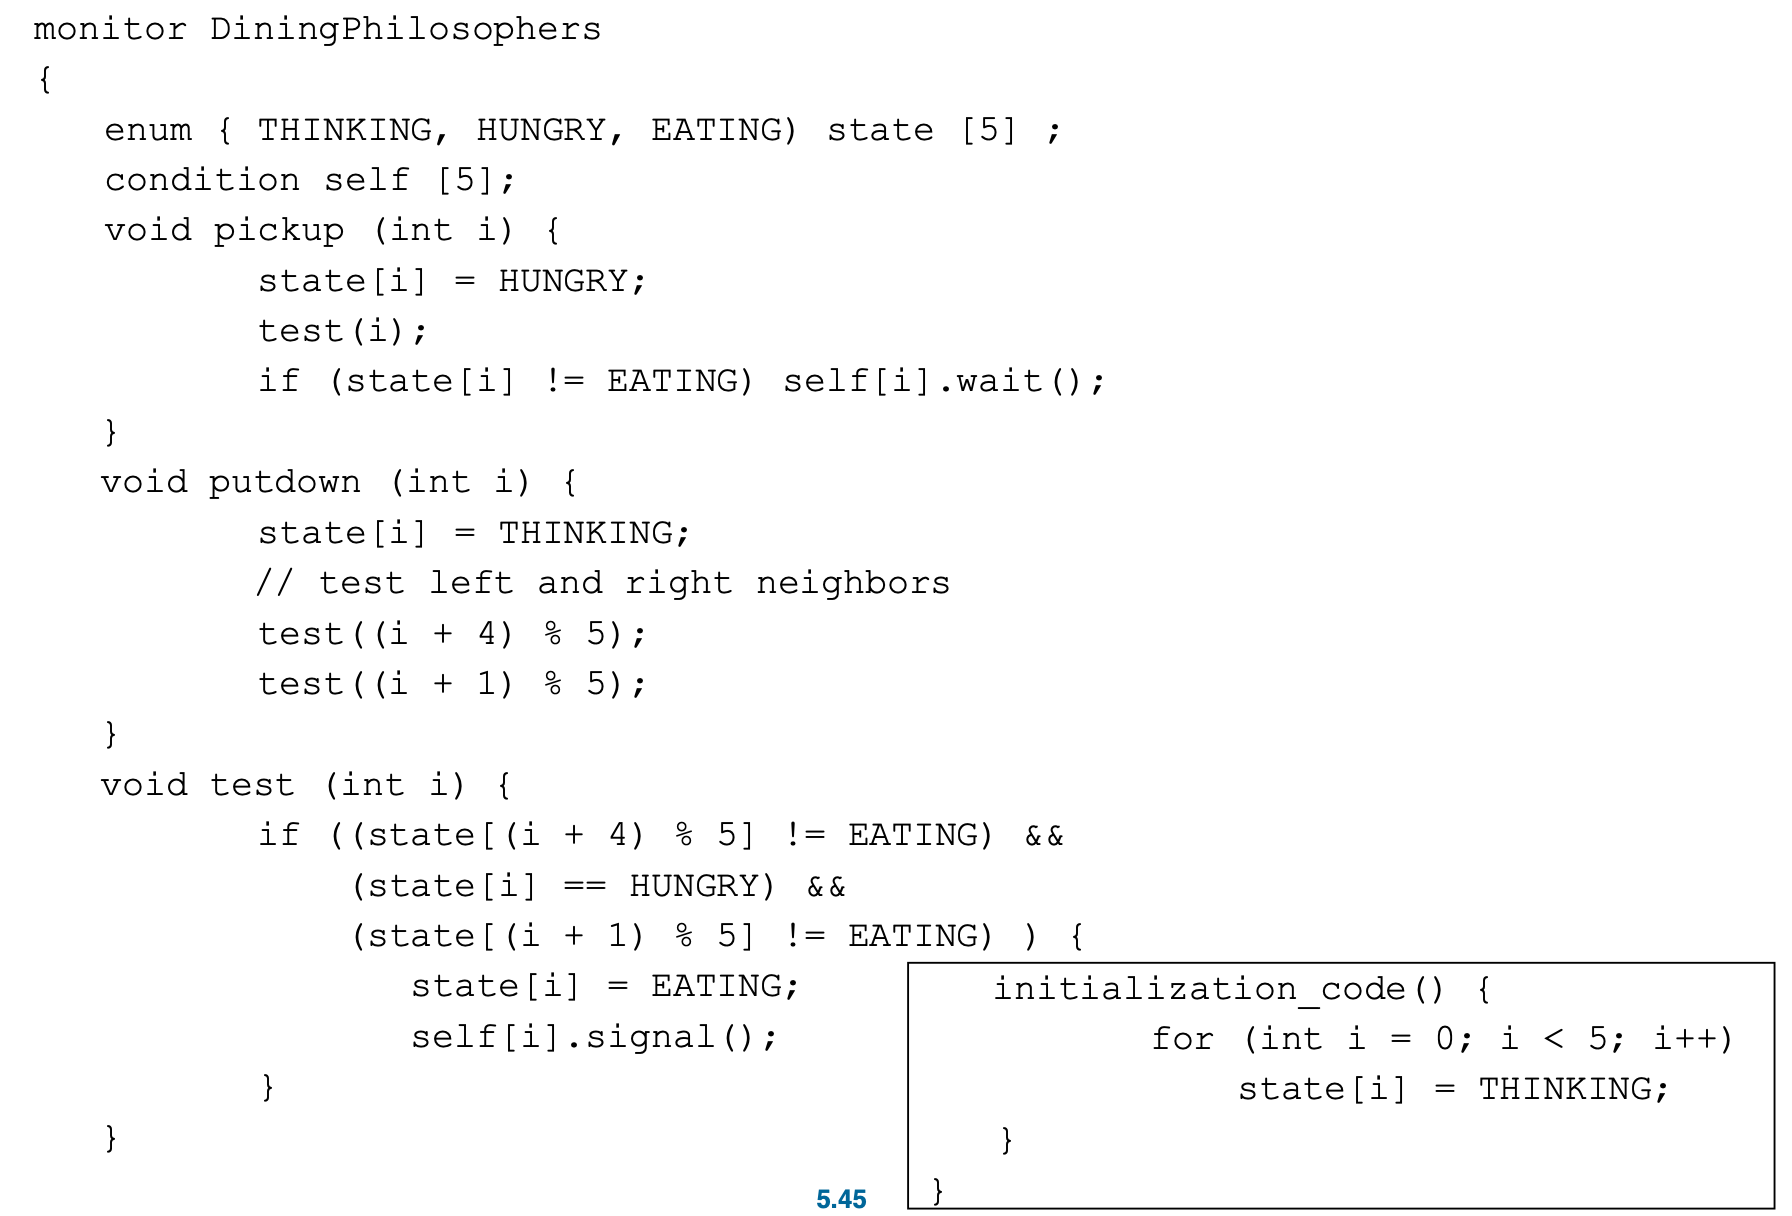 monitor DiningPhilosophers
{
enum { THINKING, HUNGRY, EATING) state [5] ;
condition self [5];
void pickup (int i) {
state[i] = HUNGRY;
test(i);
if (state[i] != EATING) self[i].wait();
}
void putdown (int i) {
state[i] = THINKING;
// test left and right neighbors
test((i + 4) % 5);
test((i + 1) % 5);
}
void test (int i) {
if ((state[(i + 4) % 5] != EATING) &&
(state[i] == HUNGRY) &&
(state[(i + 1) % 5] != EATING) ) {
state[i] = EATING;
self[i].signal();
}
}
initialization_code() {
for (int i = 0; i < 5; i++)
state[i] = THINKING;
}
}
5.45